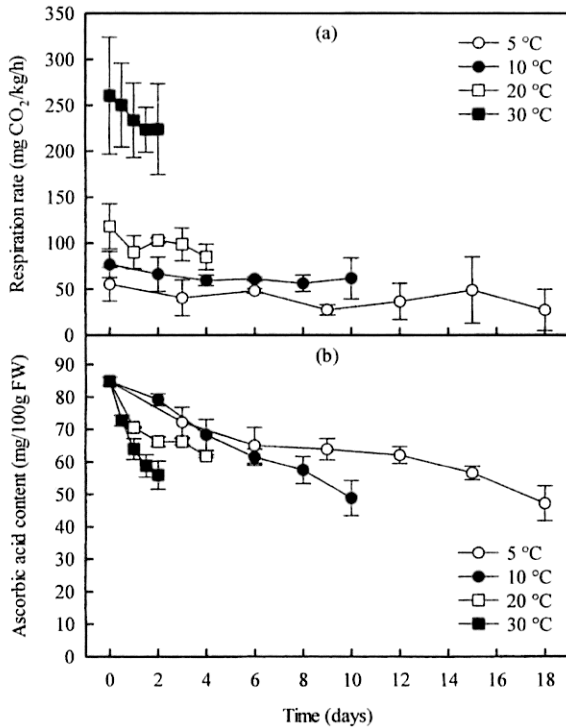 (a)
350
300
250
200
150
100
50
0
Respiration rate (mg CO₂/kg/h)
5 °C
10 °C
20 °C
30 °C
(b)
90
80
70
60
50
40
30
20
10
0
Ascorbic acid content (mg/100g FW)
5 °C
10 °C
20 °C
30 °C
0 2 4 6 8 10 12 14 16 18
Time (days)